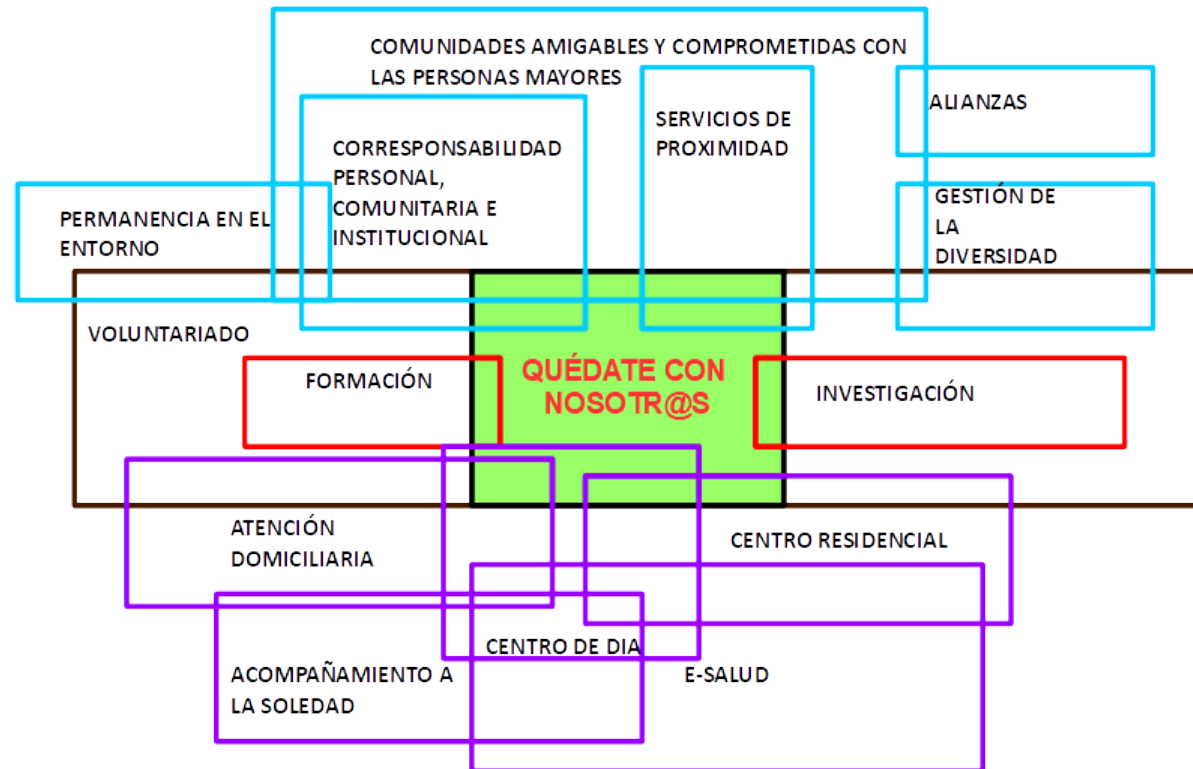 COMUNIDADES AMIGABLES Y COMPROMETIDAS CON
LAS PERSONAS MAYORES
ALIANZAS
SERVICIOS DE
PROXIMIDAD
CORRESPONSABILIDAD
PERSONAL,
COMUNITARIA E
INSTITUCIONAL
GESTIÓN DE
LA
DIVERSIDAD
PERMANENCIA EN EL
ENTORNO
VOLUNTARIADO
FORMACIÓN
QUÉDATE CON
NOSOTR@S
INVESTIGACIÓN
ATENCIÓN
DOMICILIARIA
CENTRO RESIDENCIAL
CENTRO DE DIA
ACOMPAÑAMIENTO A
LA SOLEDAD
E-SALUD